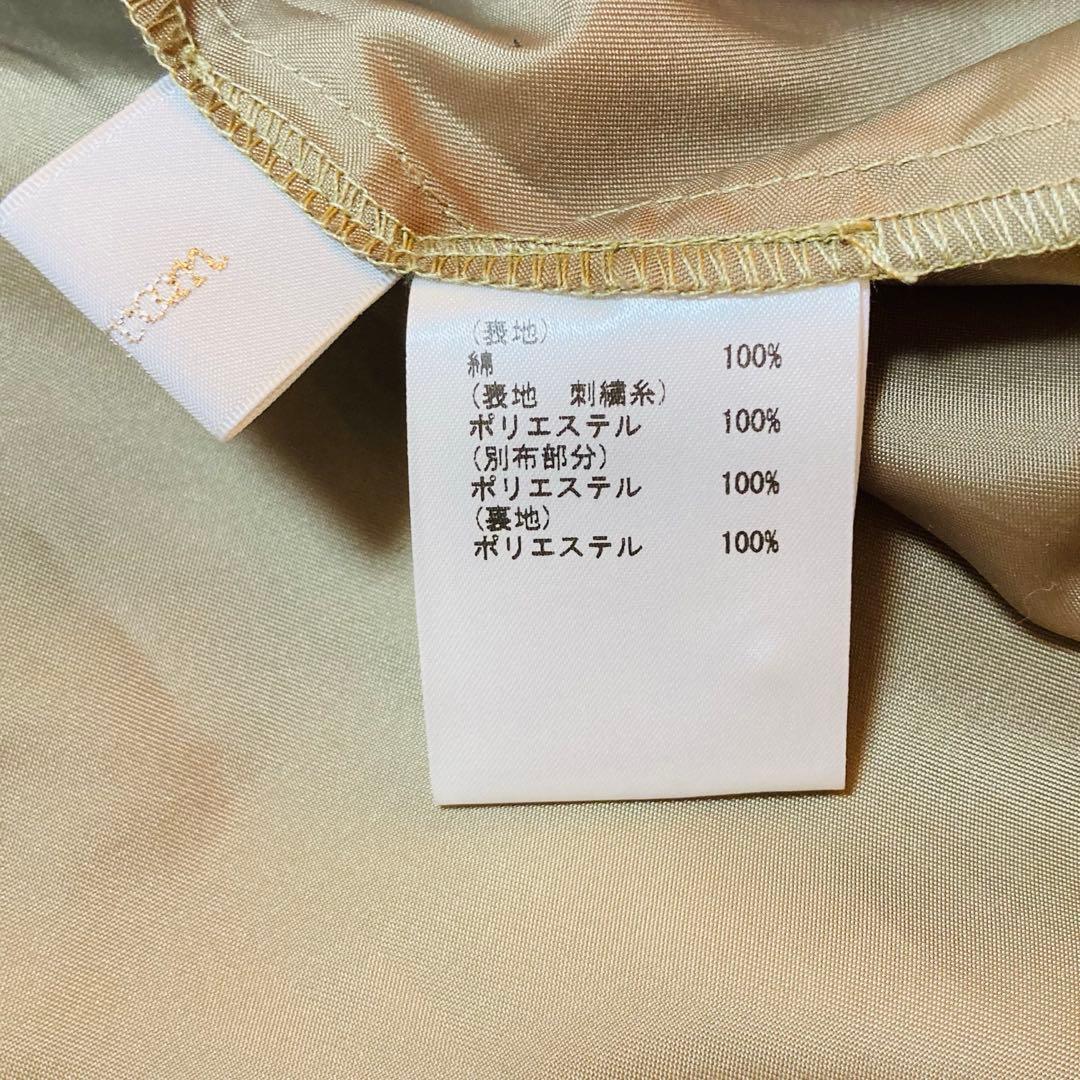 (表地)
綿 100%
(表地 刺繍糸)
ポリエステル 100%
(別布部分)
ポリエステル 100%
(裏地)
ポリエステル 100%